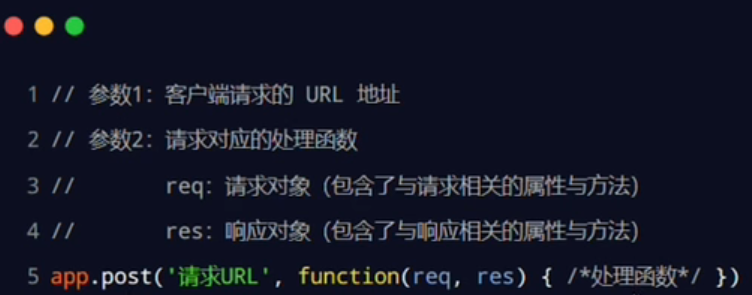 1 // 参数1：客户端请求的 URL 地址
2 // 参数2：请求对应的处理函数
3 //      req：请求对象（包含了与请求相关的属性与方法）
4 //      res：响应对象（包含了与响应相关的属性与方法）
5 app.post('请求URL', function(req, res) { /*处理函数*/ })